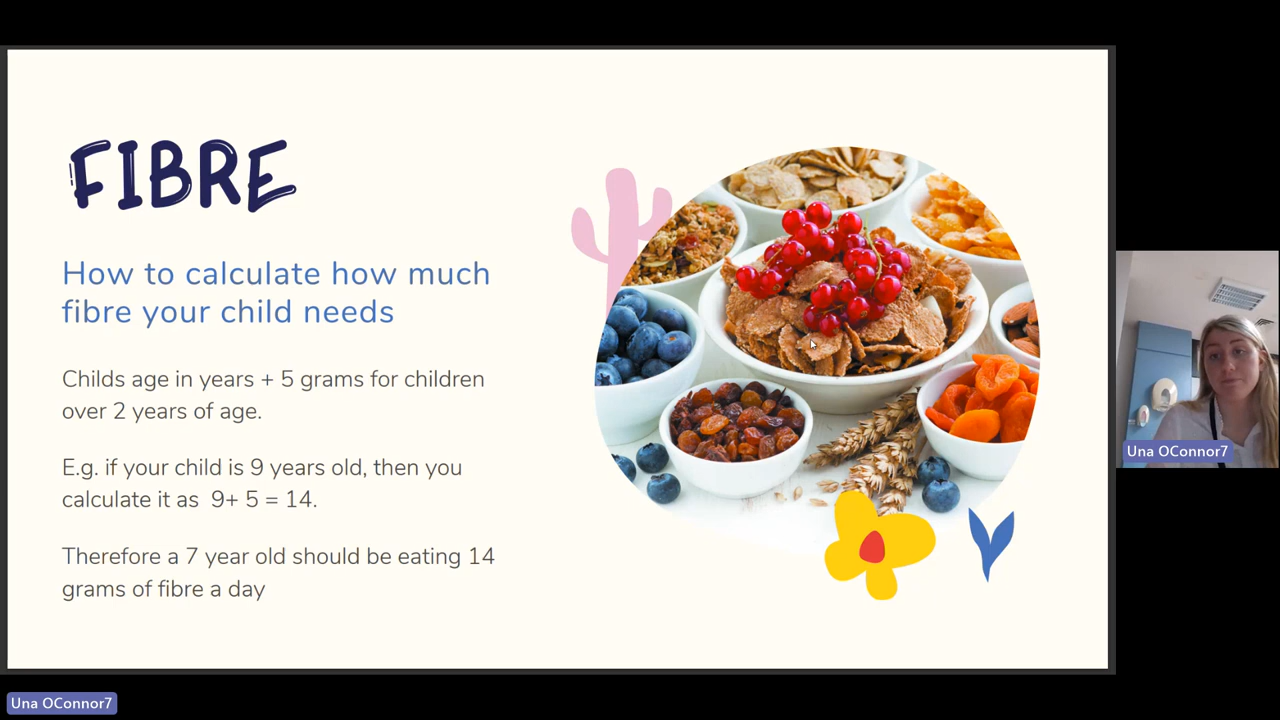 FIBRE
How to calculate how much
fibre your child needs
Childs age in years + 5 grams for children
over 2 years of age.
E.g. if your child is 9 years old, then you
calculate it as  9+ 5 = 14.
Therefore a 7 year old should be eating 14
grams of fibre a day
Una OConnor7
Una OConnor7